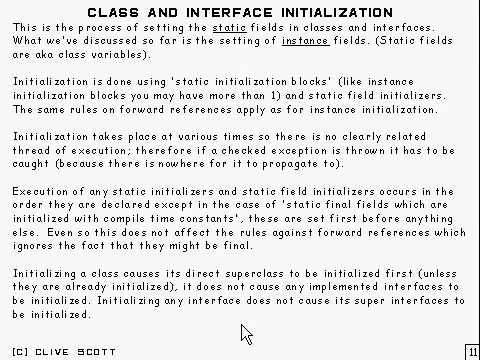 CLASS AND INTERFACE INITIALIZATION
This is the process of setting the static fields in classes and interfaces.
What we've discussed so far is the setting of instance fields. (Static fields
are aka class variables).
Initialization is done using 'static initialization blocks' (like instance
initialization blocks you may have more than 1) and static field initializers.
The same rules on forward references apply as for instance initialization.
Initialization takes place at various times so there is no clearly related
thread of execution; therefore if a checked exception is thrown it has to be
caught (because there is nowhere for it to propagate to).
Execution of any static initializers and static field initializers occurs in the
order they are declared except in the case of 'static final fields which are
initialized with compile time constants', these are set first before anything
else. Even so this does not affect the rules against forward references which
ignores the fact that they might be final.
Initializing a class causes its direct superclass to be initialized first (unless
they are already initialized), it does not cause any implemented interfaces to
be initialized. Initializing any interface does not cause its super interfaces to
be initialized.
(C) CLIVE SCOTT
11